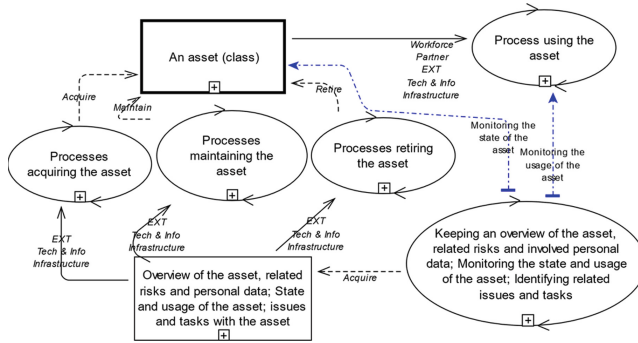 An asset (class)
Workforce
Partner
EXT
Tech & Info
Infrastructure
Process using the
asset
Acquire
Maintain
Retire
Monitoring the
state of the
asset
Monitoring the
usage of the
asset
Processes
acquiring the asset
Processes
maintaining the
asset
Processes retiring
the asset
EXT
Tech & Info
Infrastructure
EXT
Tech & Info
Infrastructure
EXT
Tech & Info
Infrastructure
Keeping an overview of the asset,
related risks and involved personal
data; Monitoring the state and usage
of the asset; Identifying related
issues and tasks
Overview of the asset, related
risks and personal data; State
and usage of the asset; issues
and tasks with the asset
Acquire